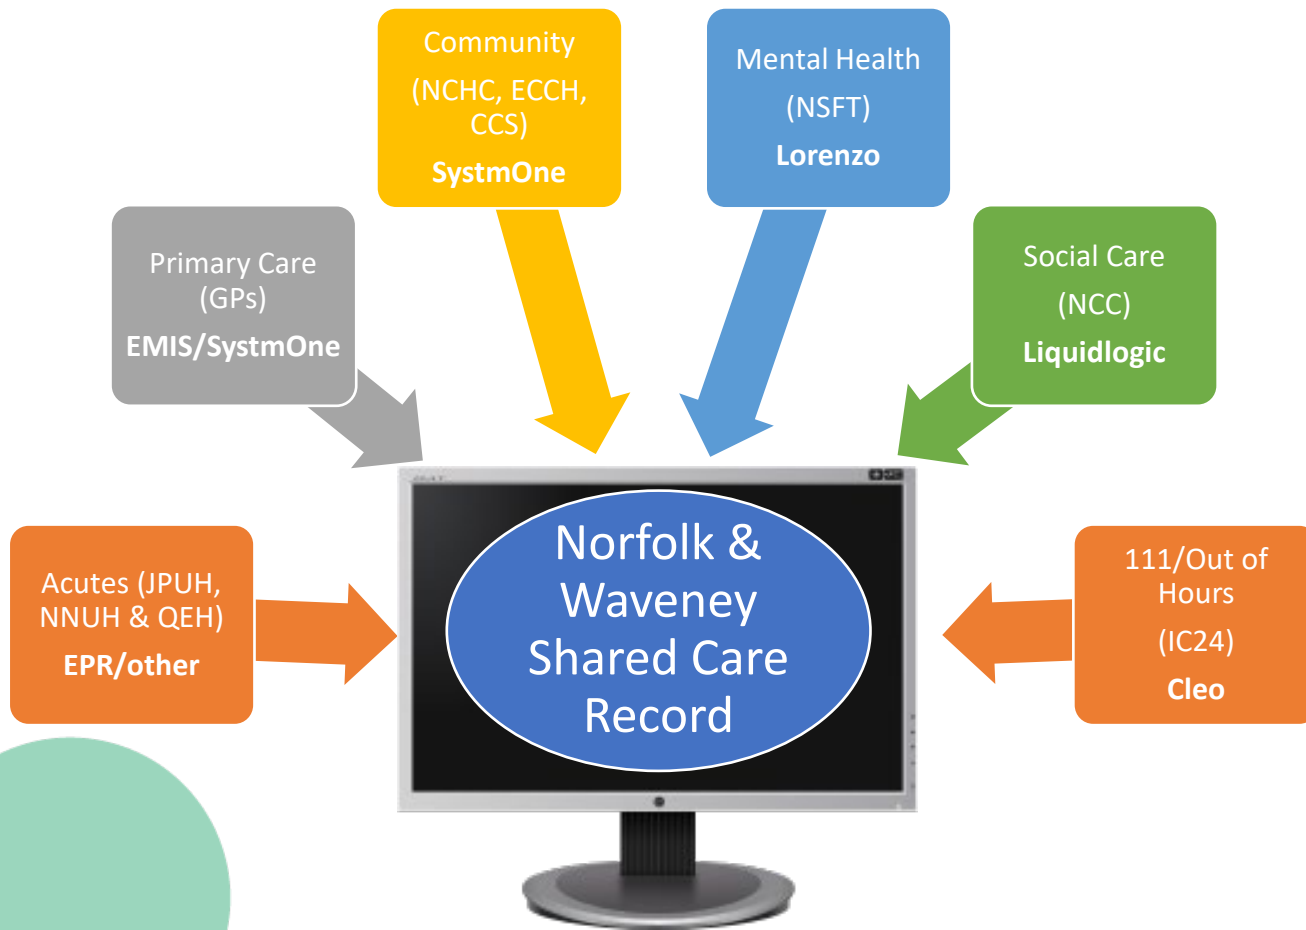 Community
(NCHC, ECCH,
CCS)
SystmOne
Mental Health
(NSFT)
Lorenzo
Primary Care
(GPs)
EMIS/SystmOne
Social Care
(NCC)
Liquidlogic
Acutes (JPUH,
NNUH & QEH)
EPR/other
Norfolk &
Waveney
Shared Care
Record
111/Out of
Hours
(IC24)
Cleo